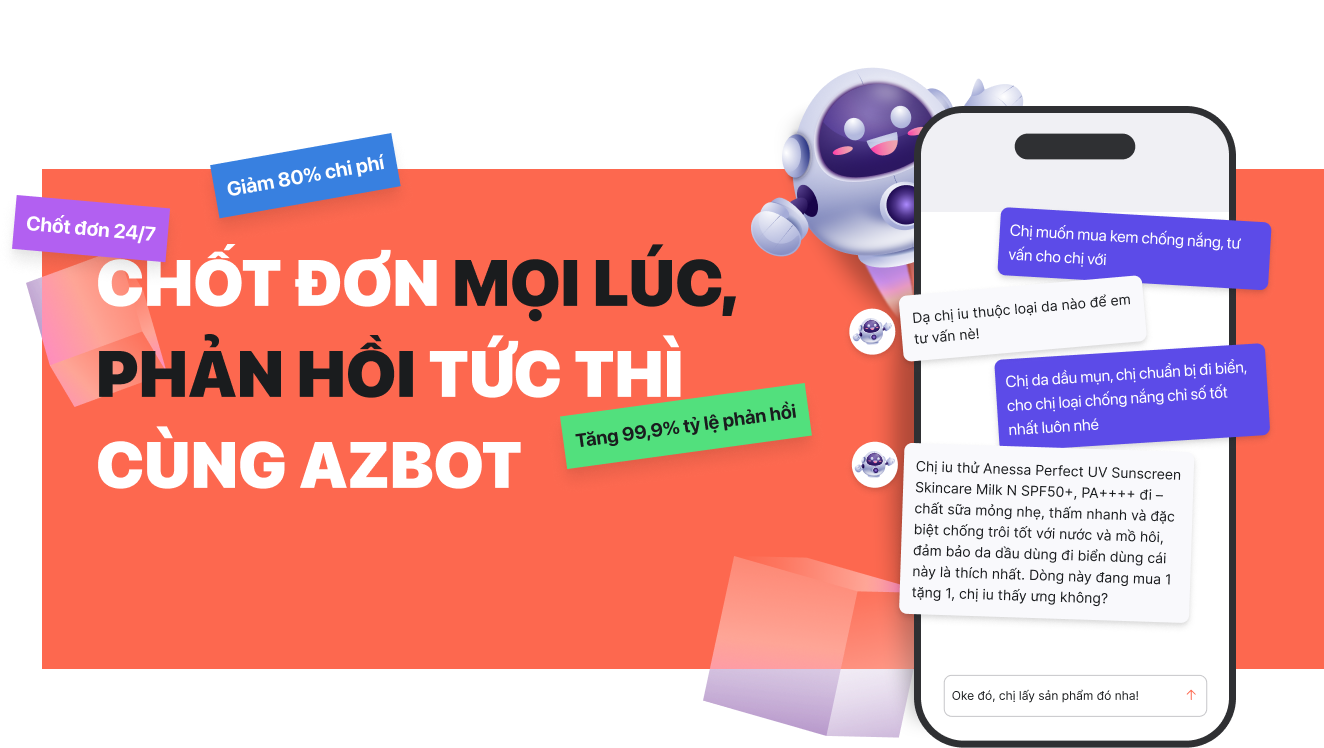 Giảm 80% chi phí
Chốt đơn 24/7
CHỐT ĐƠN MỌI LÚC,
PHẢN HỒI TỨC THÌ
Tăng 99,9% tỷ lệ phản hồi
CÙNG AZBOT
Chị muốn mua kem chống nắng, tư
vấn cho chị với
Dạ chị iu thuộc loại da nào để em
tư vấn nè!
Chị da dầu mụn, chị chuẩn bị đi biển,
cho chị loại chống nắng chỉ số tốt
nhất luôn nhé
Chị iu thử Anessa Perfect UV Sunscreen
Skincare Milk N SPF50+, PA++++ đi –
chất sữa mỏng nhẹ, thấm nhanh và đặc
biệt chống trôi tốt với nước và mồ hôi,
đảm bảo da dầu dùng đi biển dùng cái
này là thích nhất. Dòng này đang mua 1
tặng 1, chị iu thấy ưng không?
Oke đó, chị lấy sản phẩm đó nha!